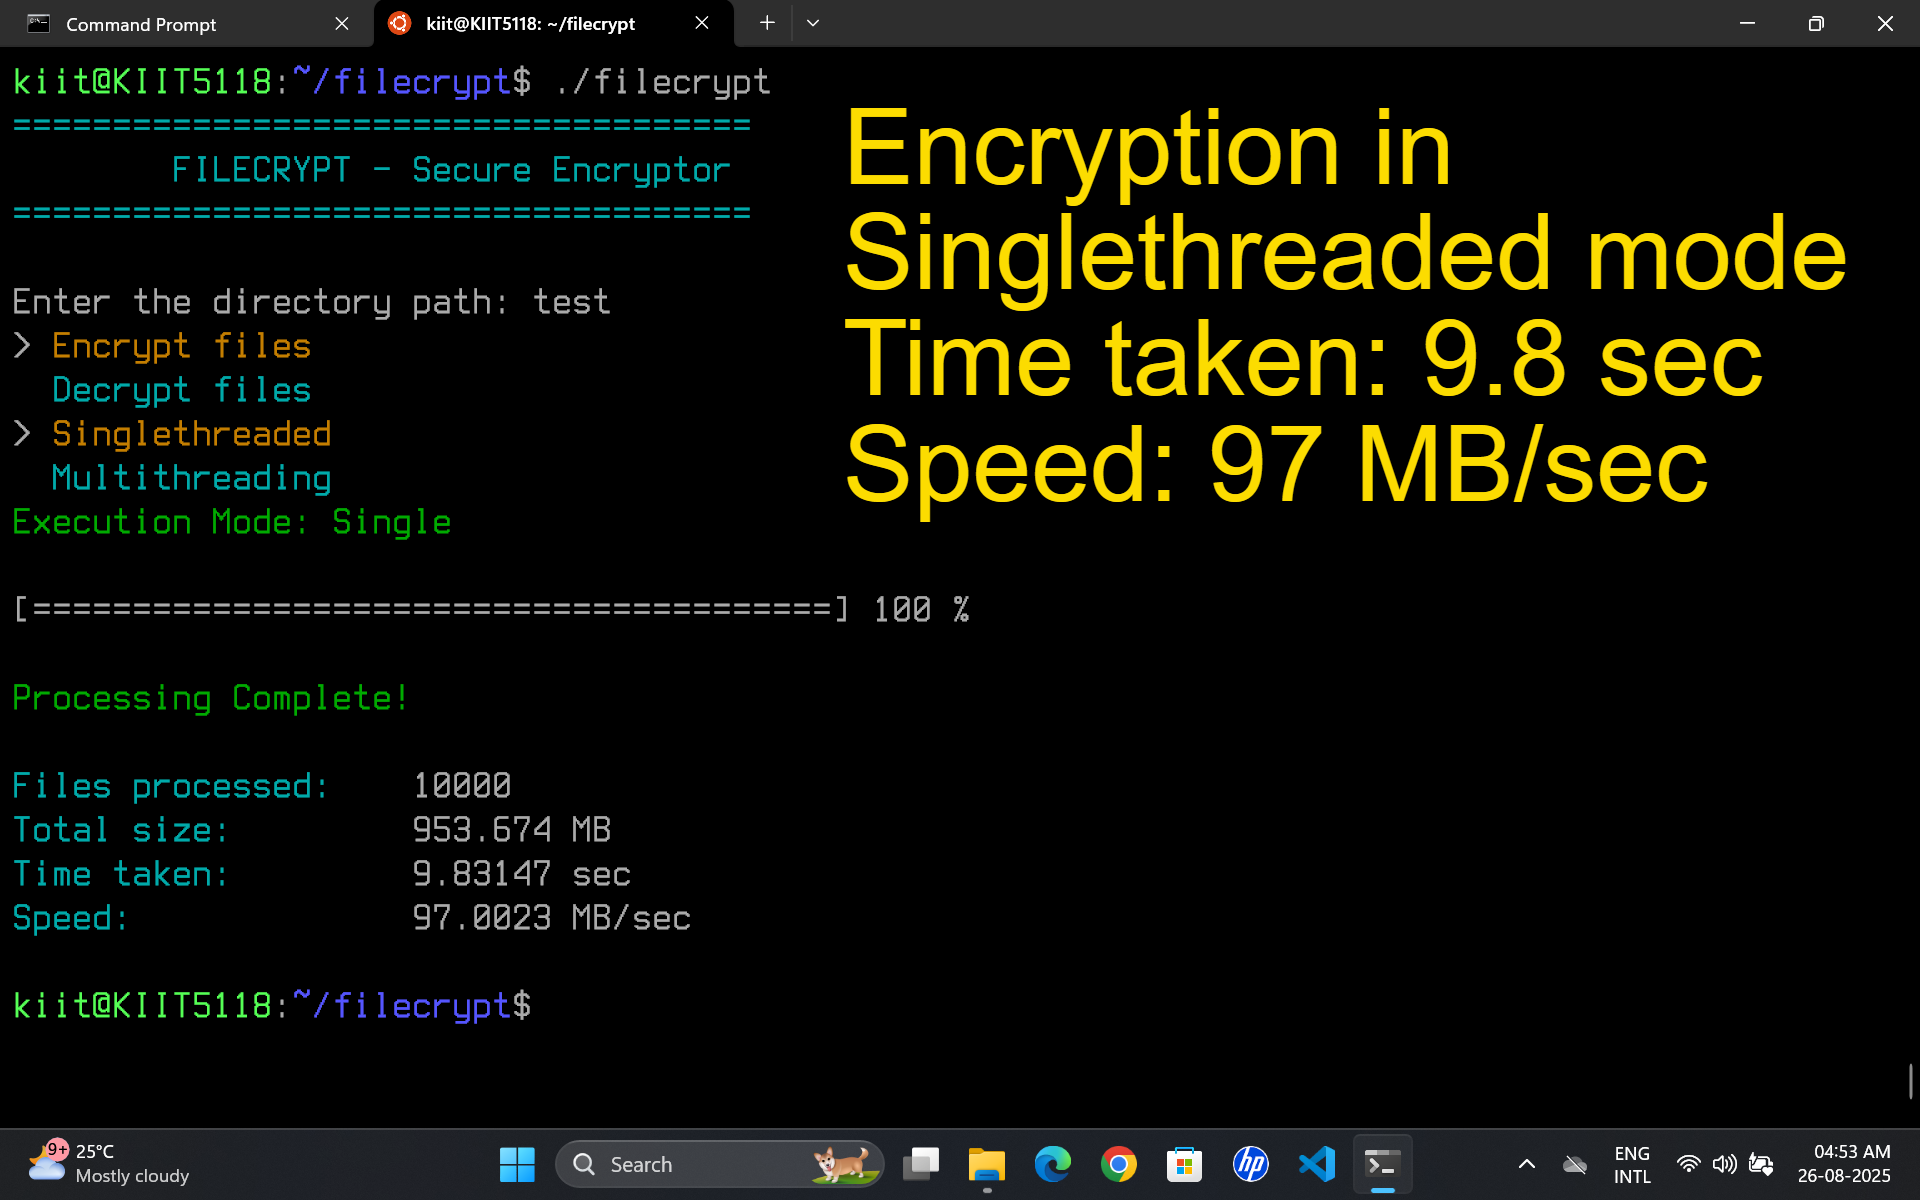 Command Prompt
kiit@KIIT5118: ~/filecrypt
kiit@KIIT5118:~/filecrypt$ ./filecrypt
=====================================
FILECRYPT - Secure Encryptor
=====================================
Enter the directory path: test
> Encrypt files
Decrypt files
> Singlethreaded
Multithreading
Execution Mode: Single
[========================================] 100 %
Processing Complete!
Files processed: 10000
Total size: 953.674 MB
Time taken: 9.83147 sec
Speed: 97.0023 MB/sec
kiit@KIIT5118:~/filecrypt$
Encryption in
Singlethreaded mode
Time taken: 9.8 sec
Speed: 97 MB/sec
9+
25°C
Mostly cloudy
Search
hp
ENG
INTL
04:53 AM
26-08-2025